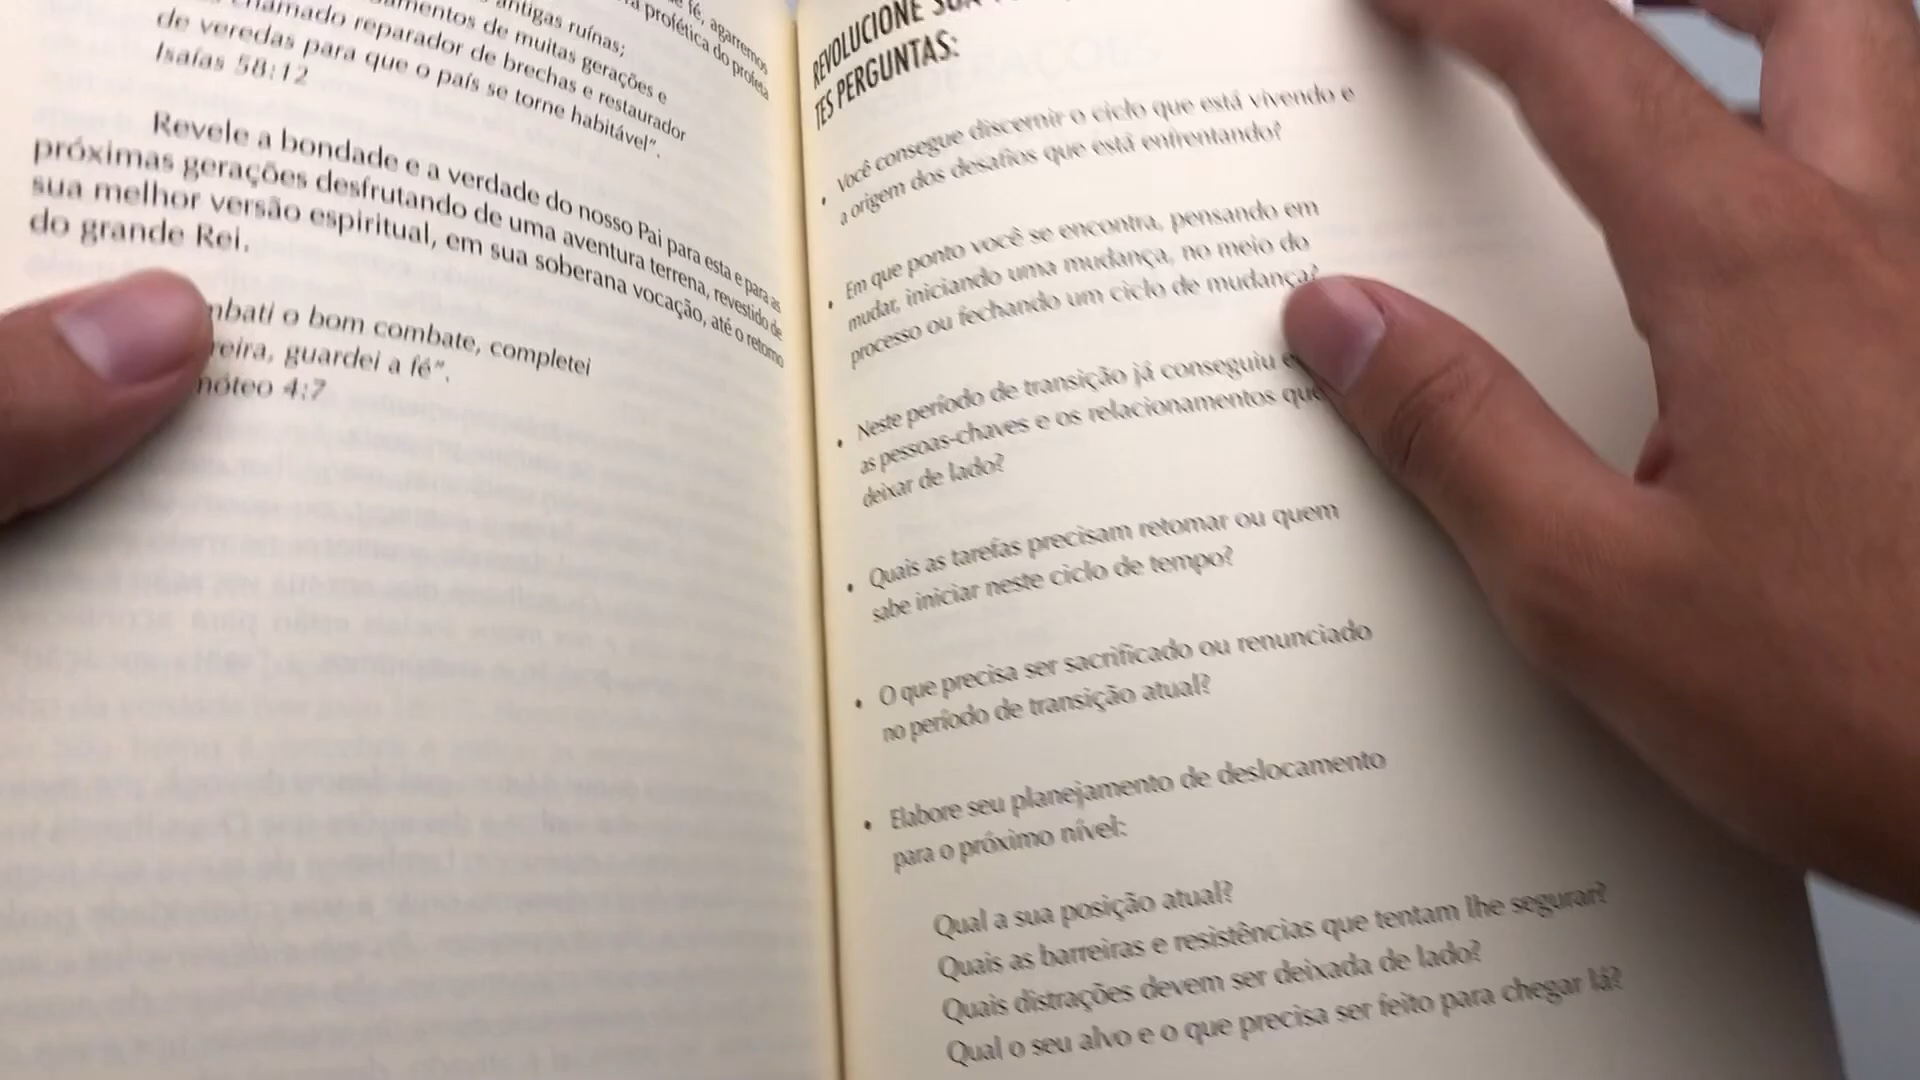 fé, agarremos
profética do profeta
antigas ruínas;
de muitas gerações e
chamado reparador de brechas e restaurador
de veredas para que o país se torne habitável”.
Isaías 58:12
Revele a bondade e a verdade do nosso Pai para esta e para as
próximas gerações desfrutando de uma aventura terrena, revestido de
sua melhor versão espiritual, em sua soberana vocação, até o retorno
do grande Rei.
o bom combate, completei
guardei a fé”.
4:7
REVOLUCIONE
TES PERGUNTAS:
• Você consegue discernir o ciclo que está vivendo e
a origem dos desafios que está enfrentando?
• Em que ponto você se encontra, pensando em
mudar, iniciando uma mudança, no meio do
processo ou fechando um ciclo de mudança?
• Neste período de transição já conseguiu
as pessoas-chaves e os relacionamentos que
deixar de lado?
• Quais as tarefas precisam retomar ou quem
sabe iniciar neste ciclo de tempo?
• O que precisa ser sacrificado ou renunciado
no período de transição atual?
• Elabore seu planejamento de deslocamento
para o próximo nível:
Qual a sua posição atual?
Quais as barreiras e resistências que tentam lhe segurar?
Quais distrações devem ser deixada de lado?
Qual o seu alvo e o que precisa ser feito para chegar lá?